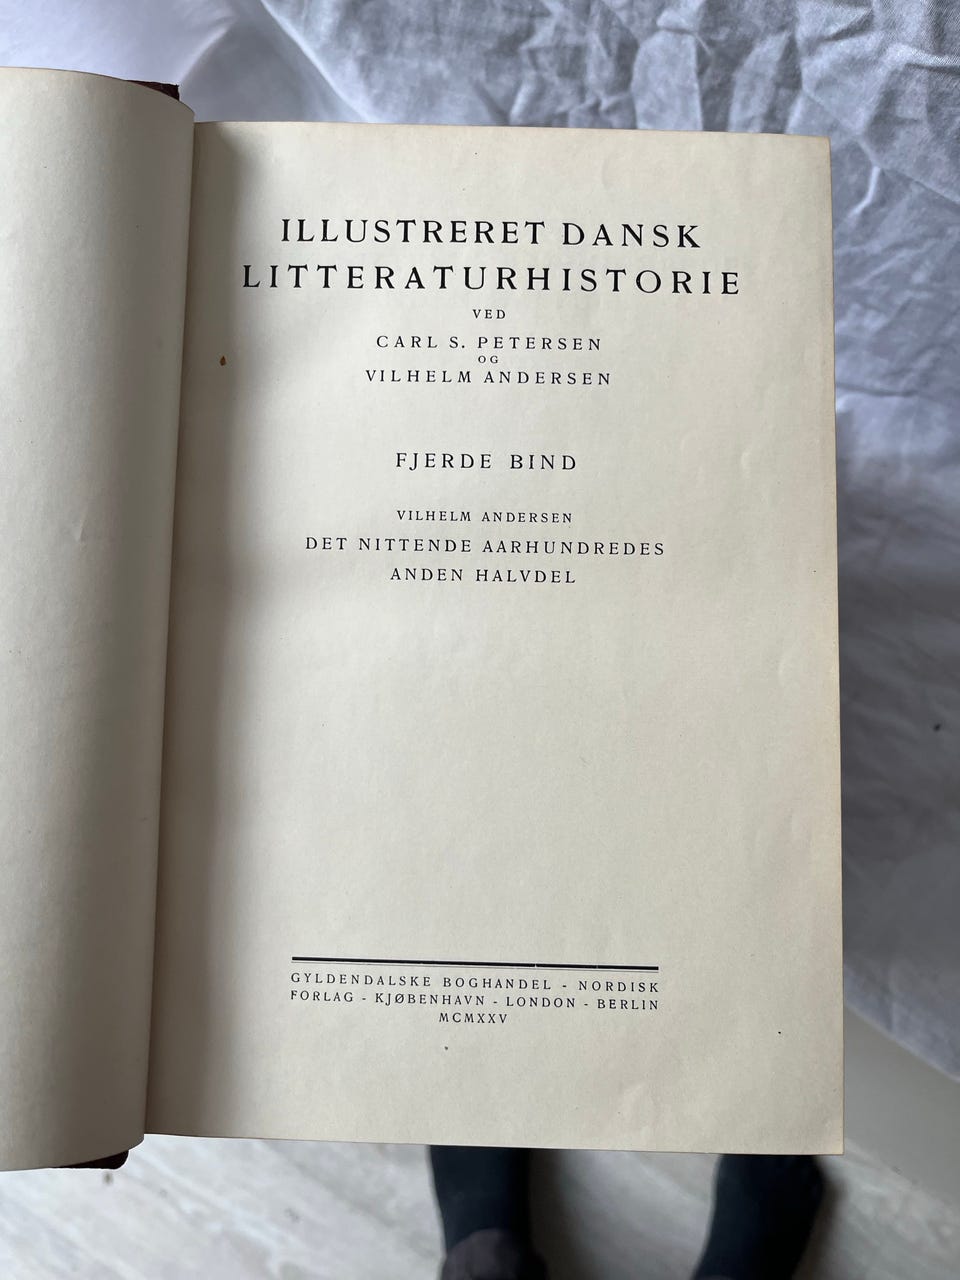 ILLUSTRERET DANSK
LITTERATURHISTORIE
VED
CARL S. PETERSEN
OG
VILHELM ANDERSEN
FJERDE BIND
VILHELM ANDERSEN
DET NITTENDE AARHUNDREDES
ANDEN HALVDEL
GYLDENDALSKE BOGHANDEL - NORDISK
FORLAG - KJØBENHAVN - LONDON - BERLIN
MCMXXV